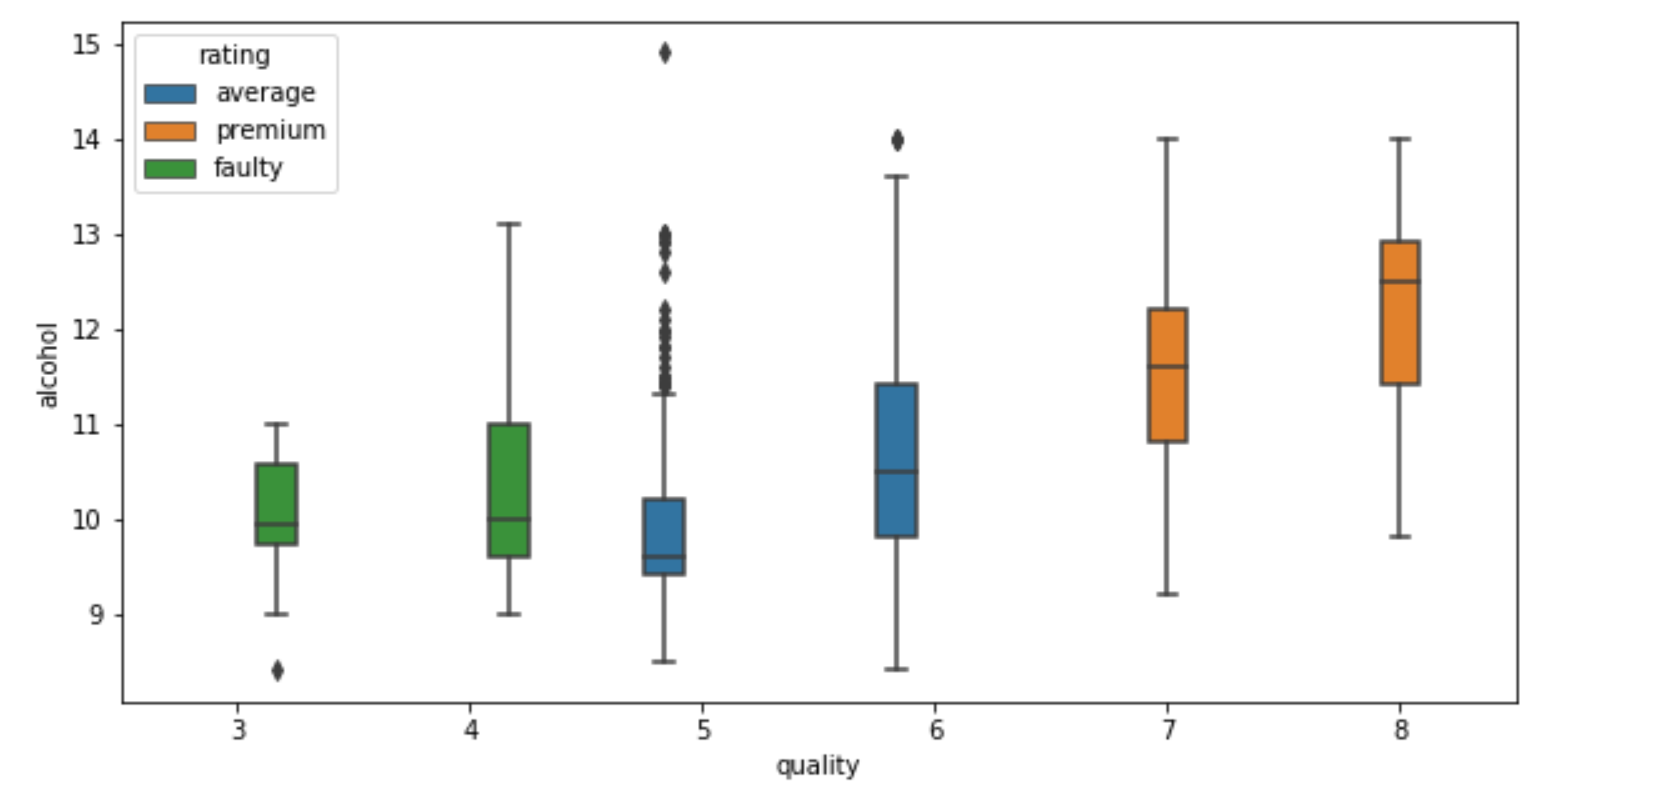 rating
average
premium
faulty
15
14
13
12
11
10
9
alcohol
3 4 5 6 7 8
quality